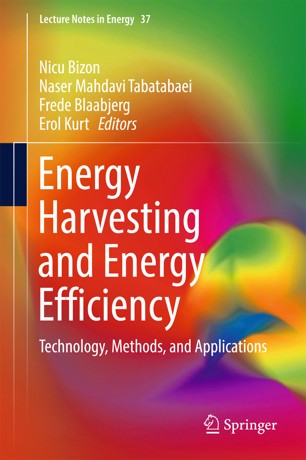 Lecture Notes in Energy 37
Nicu Bizon
Naser Mahdavi Tabatabaei
Frede Blaabjerg
Erol Kurt Editors
Energy
Harvesting
and Energy
Efficiency
Technology, Methods, and Applications
Springer